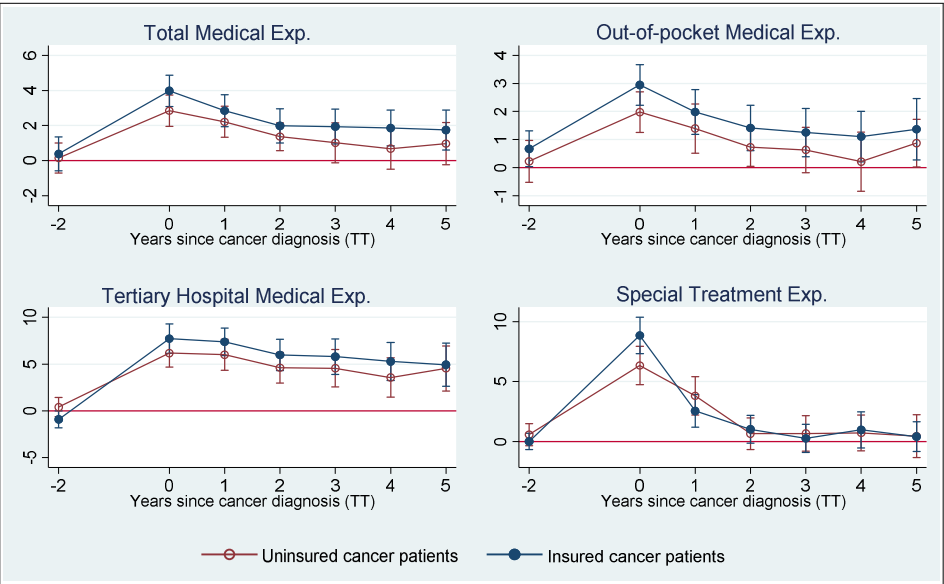 Total Medical Exp.
6
4
2
0
-2
-2 0 1 2 3 4 5
Years since cancer diagnosis (TT)
Out-of-pocket Medical Exp.
4
3
2
1
0
-1
-2 0 1 2 3 4 5
Years since cancer diagnosis (TT)
Tertiary Hospital Medical Exp.
10
5
0
-5
-2 0 1 2 3 4 5
Years since cancer diagnosis (TT)
Special Treatment Exp.
10
5
0
-2 0 1 2 3 4 5
Years since cancer diagnosis (TT)
Uninsured cancer patients Insured cancer patients